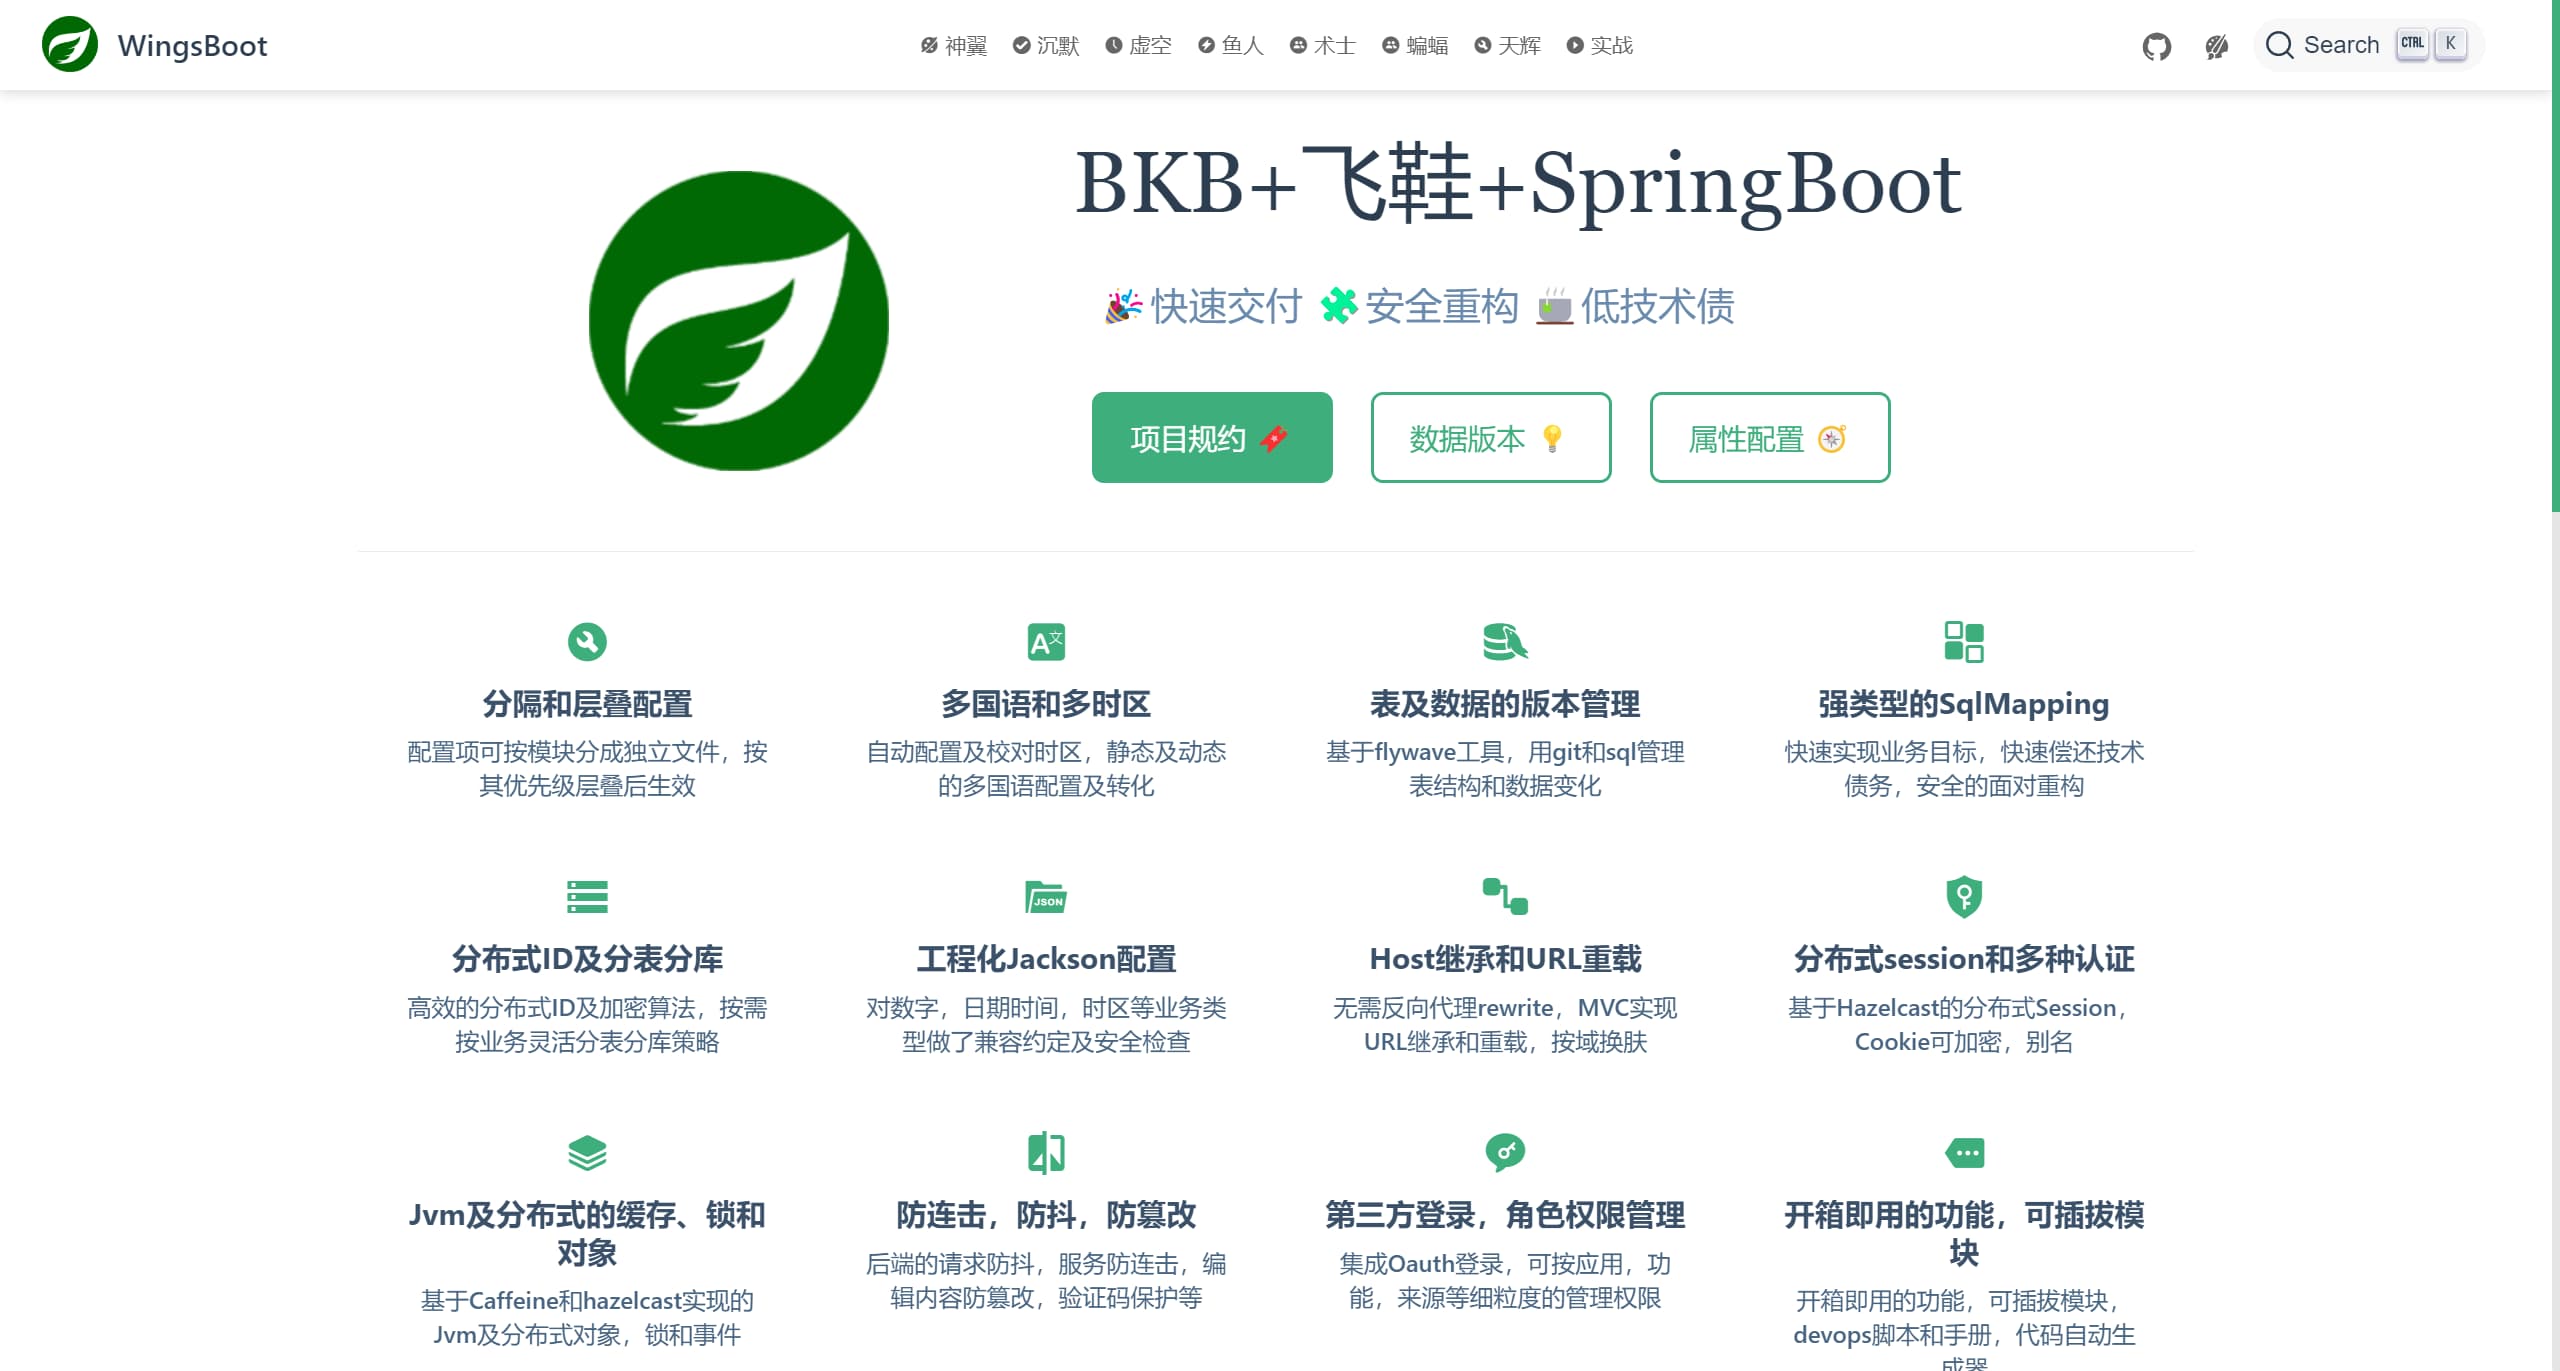 WingsBoot
神翼 沉默 虚空 鱼人 术士 蝙蝠 天辉 实战
Search CTRL K
BKB+飞鞋+SpringBoot
🎉快速交付 🧩安全重构 🍵低技术债
项目规约 数据版本 💡 属性配置 🧭
分隔和层叠配置
配置项可按模块分成独立文件，按
其优先级层叠后生效
多国语和多时区
自动配置及校对时区，静态及动态
的多国语配置及转化
表及数据的版本管理
基于flywave工具，用git和sql管理
表结构和数据变化
强类型的SqlMapping
快速实现业务目标，快速偿还技术
债务，安全的面对重构
分布式ID及分表分库
高效的分布式ID及加密算法，按需
按业务灵活分表分库策略
JSON
工程化Jackson配置
对数字，日期时间，时区等业务类
型做了兼容约定及安全检查
Host继承和URL重载
无需反向代理rewrite，MVC实现
URL继承和重载，按域换肤
分布式session和多种认证
基于Hazelcast的分布式Session，
Cookie可加密，别名
Jvm及分布式的缓存、锁和
对象
基于Caffeine和hazelcast实现的
Jvm及分布式对象，锁和事件
防连击，防抖，防篡改
后端的请求防抖，服务防连击，编
辑内容防篡改，验证码保护等
第三方登录，角色权限管理
集成Oauth登录，可按应用，功
能，来源等细粒度的管理权限
开箱即用的功能，可插拔模
块
开箱即用的功能，可插拔模块，
devops脚本和手册，代码自动生
成器